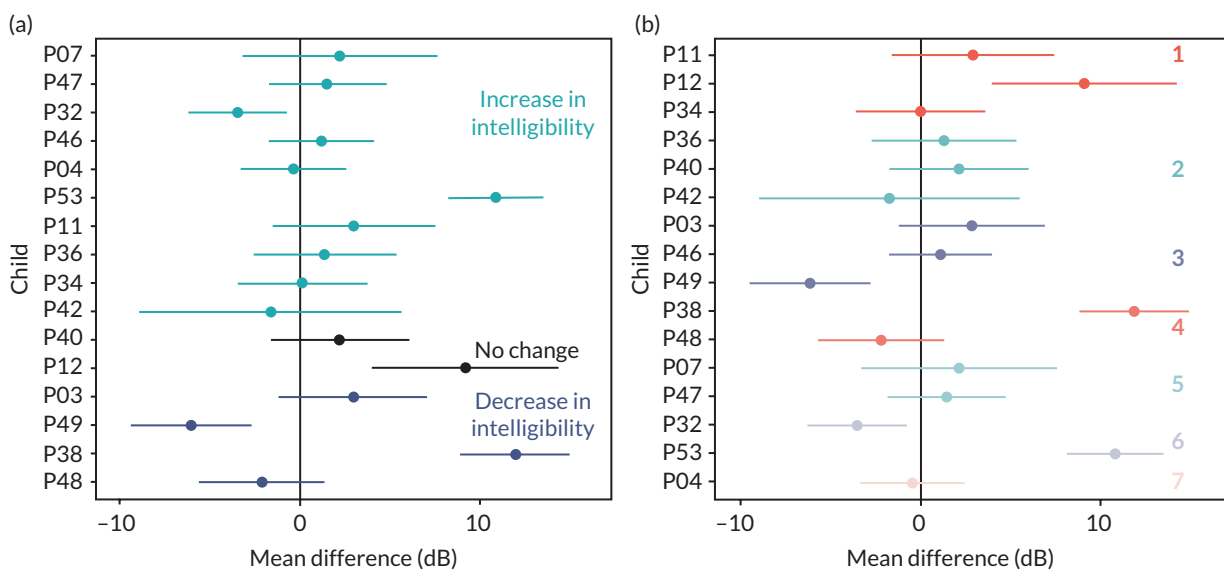 (a)
Child
P07
P47
P32
P46
P04
P53
P11
P36
P34
P42
P40
P12
P03
P49
P38
P48
Increase in
intelligibility
No change
Decrease in
intelligibility
−10
0
10
Mean difference (dB)
(b)
Child
P11
P12
P34
P36
P40
P42
P03
P46
P49
P38
P48
P07
P47
P32
P53
P04
1
2
3
4
5
6
7
−10
0
10
Mean difference (dB)